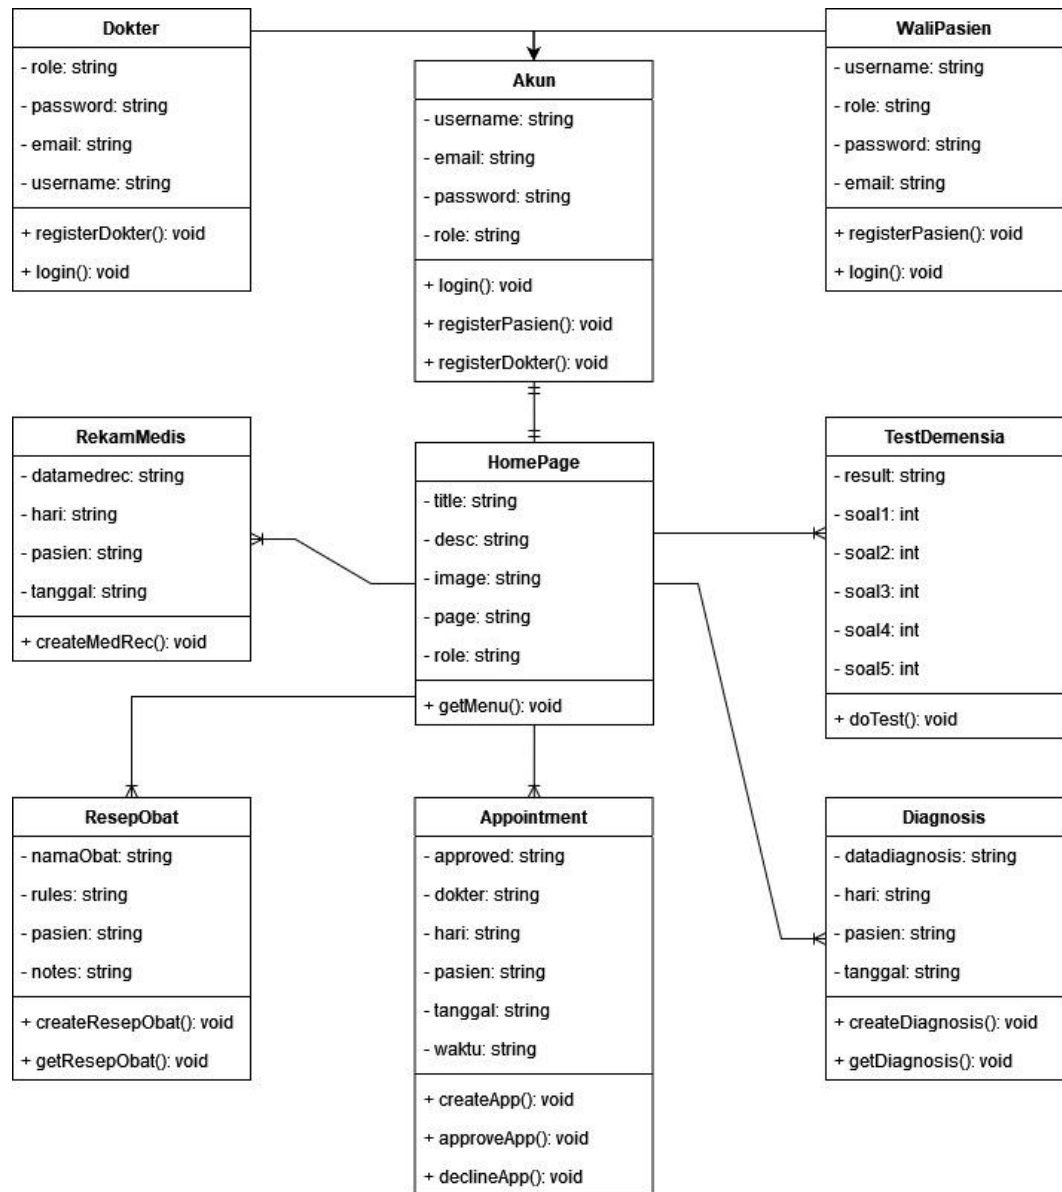 Dokter
- role: string
- password: string
- email: string
- username: string
+ registerDokter(): void
+ login(): void
Akun
- username: string
- email: string
- password: string
- role: string
+ login(): void
+ registerPasien(): void
+ registerDokter(): void
WaliPasien
- username: string
- role: string
- password: string
- email: string
+ registerPasien(): void
+ login(): void
RekamMedis
- datamedrec: string
- hari: string
- pasien: string
- tanggal: string
+ createMedRec(): void
HomePage
- title: string
- desc: string
- image: string
- page: string
- role: string
+ getMenu(): void
TestDemensia
- result: string
- soal1: int
- soal2: int
- soal3: int
- soal4: int
- soal5: int
+ doTest(): void
ResepObat
- namaObat: string
- rules: string
- pasien: string
- notes: string
+ createResepObat(): void
+ getResepObat(): void
Appointment
- approved: string
- dokter: string
- hari: string
- pasien: string
- tanggal: string
- waktu: string
+ createApp(): void
+ approveApp(): void
+ declineApp(): void
Diagnosis
- datadiagnosis: string
- hari: string
- pasien: string
- tanggal: string
+ createDiagnosis(): void
+ getDiagnosis(): void